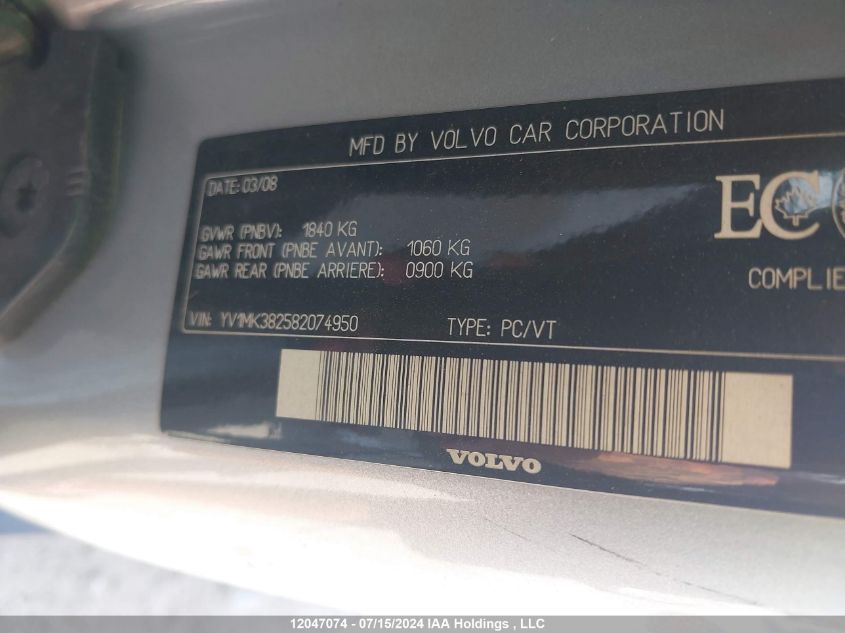 MFD BY VOLVO CAR CORPORATION
DATE: 03/08
GVWR (PNBV): 1840 KG
GAWR FRONT (PNBE AVANT): 1060 KG
GAWR REAR (PNBE ARRIERE): 0900 KG
EC
COMPLIE
VIN: YV1MK382582074950 TYPE: PC/VT
VOLVO
12047074 - 07/15/2024 IAA Holdings , LLC